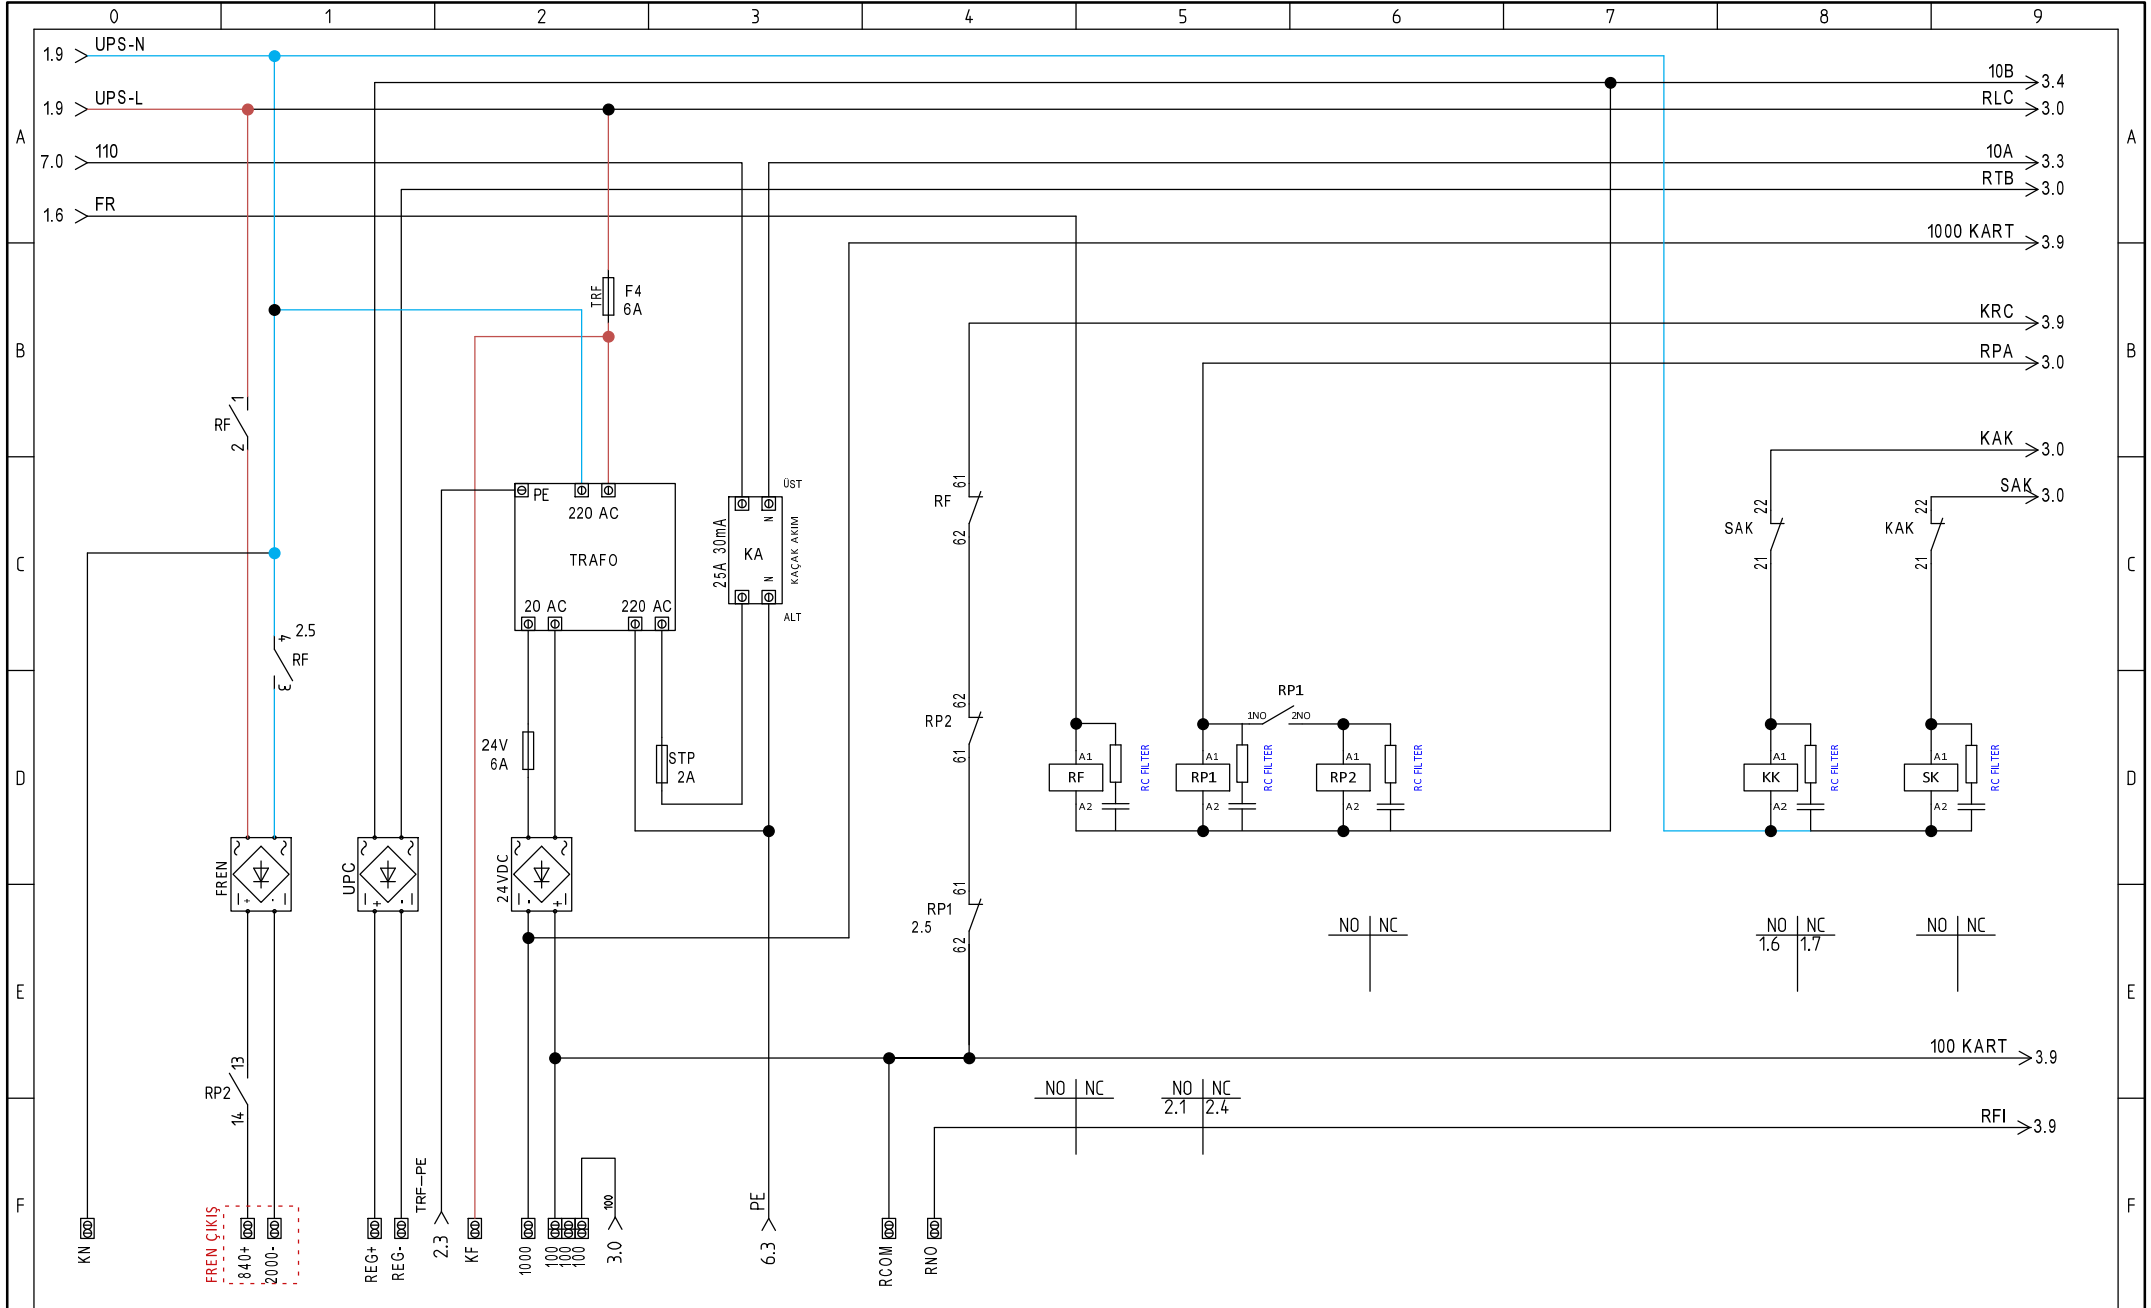 0 1 2 3 4 5 6 7 8 9
1.9 UPS-N
10B 3.4
1.9 UPS-L
RLC 3.0
A A
7.0 110
10A 3.3
RTB 3.0
1.6 FR
1000 KART 3.9
TRF F4
6A
KRC 3.9
B B
RPA 3.0
1
RF
2
KAK 3.0
ÜST
61
RF
62
PE
220 AC
TRAFO
20 AC 220 AC
25A 30mA
KA
N
N
KAÇAK AKIM
ALT
SAK 3.0
22
SAK
21
22
KAK
21
C C
4 2.5
RF
3
62
RP2
61
RP1
1NO 2NO
24V
6A
STP
2A
D D
A1
RF
A2
RC FILTER
A1
RP1
A2
RC FILTER
A1
RP2
A2
RC FILTER
A1
KK
A2
RC FILTER
A1
SK
A2
RC FILTER
FREN
+ -
UPC
+ -
24VDC
- +
61
RP1
2.5
62
NO NC
NO NC
1.6 1.7
NO NC
E E
100 KART 3.9
13
RP2
14
NO NC
NO NC
2.1 2.4
RFI 3.9
F F
KN
FREN ÇIKIŞ
840+
2000-
REG+
REG-
TRF-PE
2.3
KF
1000
100
100
100
100
3.0
PE
6.3
RCOM
RNO